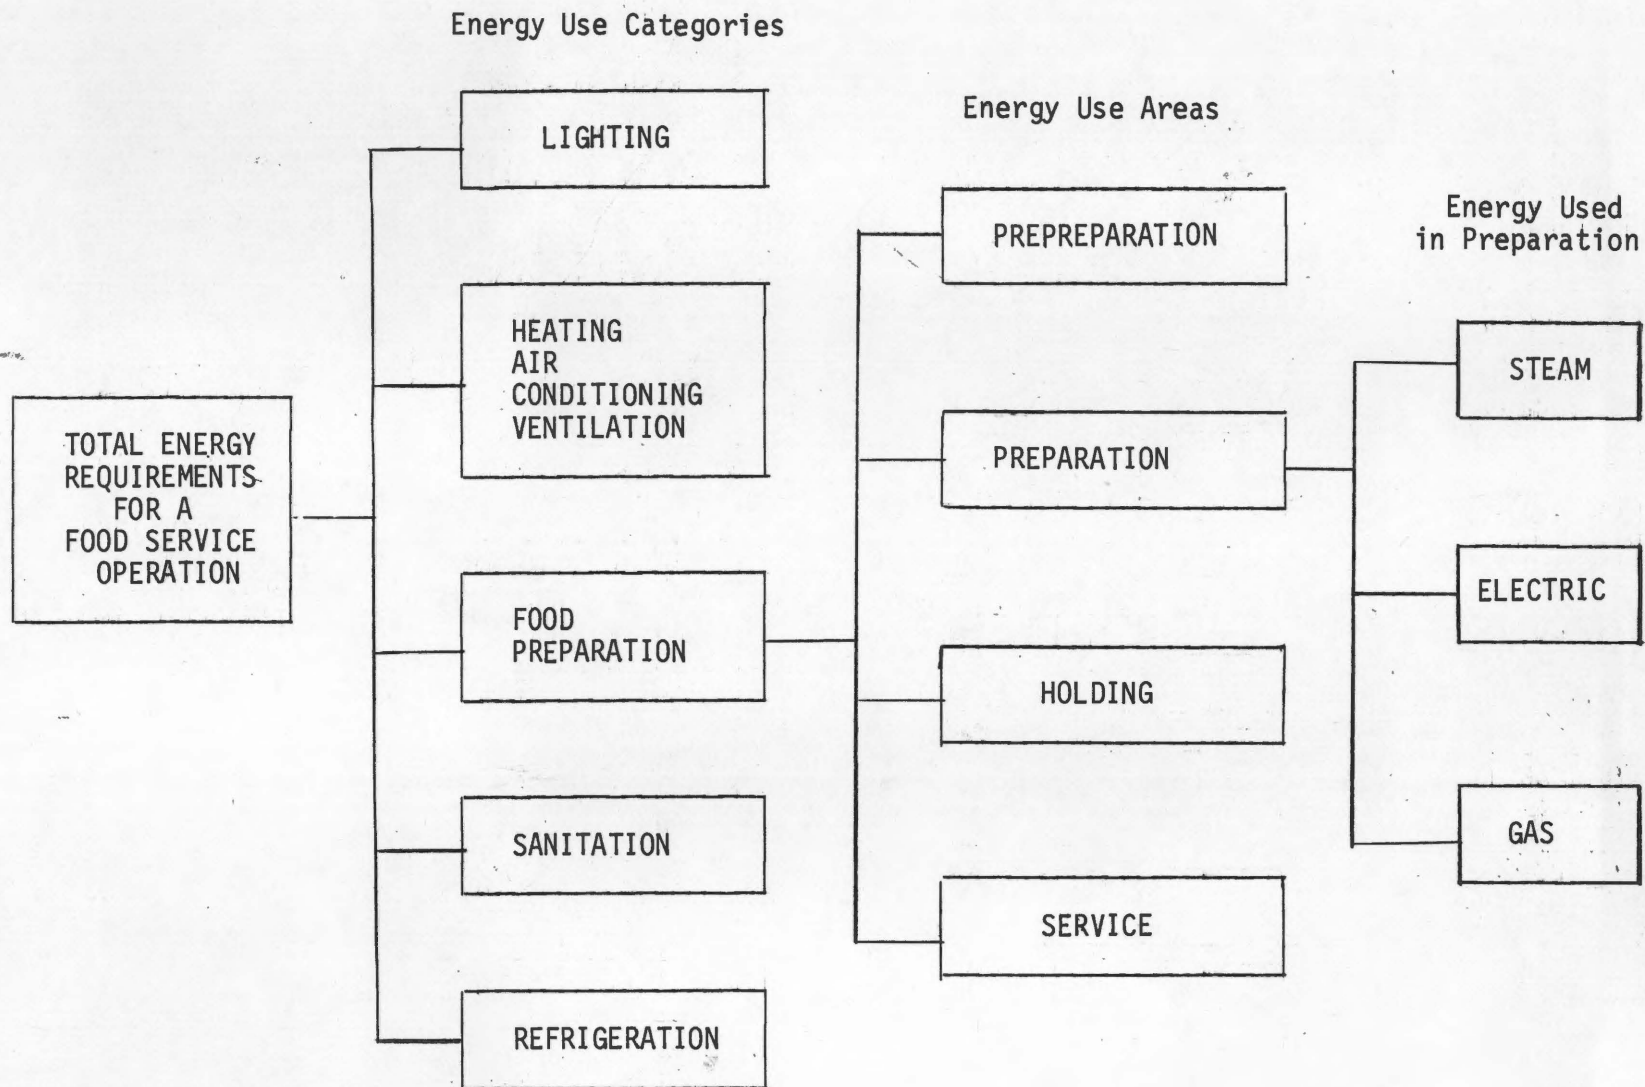 Energy Use Categories
LIGHTING
HEATING
AIR
CONDITIONING
VENTILATION
TOTAL ENERGY
REQUIREMENTS
FOR A
FOOD SERVICE
OPERATION
FOOD
PREPARATION
SANITATION
REFRIGERATION
Energy Use Areas
PREPREPARATION
PREPARATION
HOLDING
SERVICE
Energy Used
in Preparation
STEAM
ELECTRIC
GAS